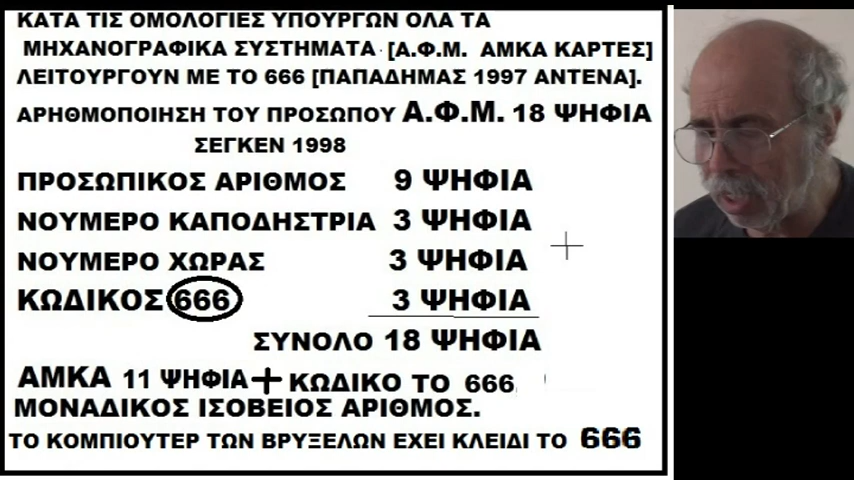 ΚΑΤΑ ΤΙΣ ΟΜΟΛΟΓΙΕΣ ΥΠΟΥΡΓΩΝ ΟΛΑ ΤΑ
ΜΗΧΑΝΟΓΡΑΦΙΚΑ ΣΥΣΤΗΜΑΤΑ [Α.Φ.Μ. ΑΜΚΑ ΚΑΡΤΕΣ]
ΛΕΙΤΟΥΡΓΟΥΝ ΜΕ ΤΟ 666 [ΠΑΠΑΔΗΜΑΣ 1997 ΑΝΤΕΝΑ].
ΑΡΗΘΜΟΠΟΙΗΣΗ ΤΟΥ ΠΡΟΣΩΠΟΥ Α.Φ.Μ. 18 ΨΗΦΙΑ
ΣΕΓΚΕΝ 1998
ΠΡΟΣΩΠΙΚΟΣ ΑΡΙΘΜΟΣ 9 ΨΗΦΙΑ
ΝΟΥΜΕΡΟ ΚΑΠΟΔΗΣΤΡΙΑ 3 ΨΗΦΙΑ
ΝΟΥΜΕΡΟ ΧΩΡΑΣ 3 ΨΗΦΙΑ
ΚΩΔΙΚΟΣ 666 3 ΨΗΦΙΑ
ΣΥΝΟΛΟ 18 ΨΗΦΙΑ
ΑΜΚΑ 11 ΨΗΦΙΑ + ΚΩΔΙΚΟ ΤΟ 666
ΜΟΝΑΔΙΚΟΣ ΙΣΟΒΕΙΟΣ ΑΡΙΘΜΟΣ.
ΤΟ ΚΟΜΠΙΟΥΤΕΡ ΤΩΝ ΒΡΥΞΕΛΩΝ ΕΧΕΙ ΚΛΕΙΔΙ ΤΟ 666